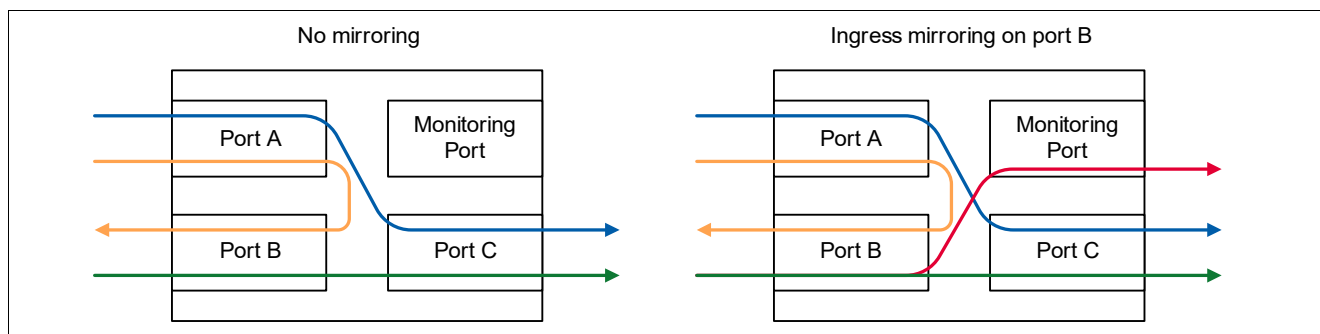 No mirroring
Port A
Monitoring
Port
Port B
Port C
Ingress mirroring on port B
Port A
Monitoring
Port
Port B
Port C